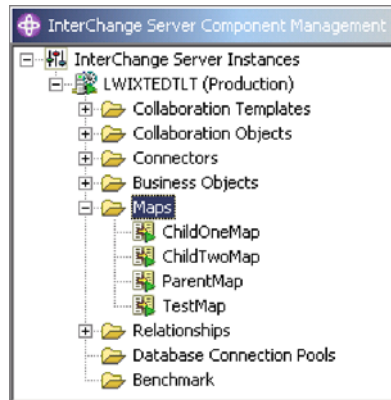 InterChange Server Component Management
InterChange Server Instances
LWIXTEDTLT (Production)
Collaboration Templates
Collaboration Objects
Connectors
Business Objects
Maps
ChildOneMap
ChildTwoMap
ParentMap
TestMap
Relationships
Database Connection Pools
Benchmark